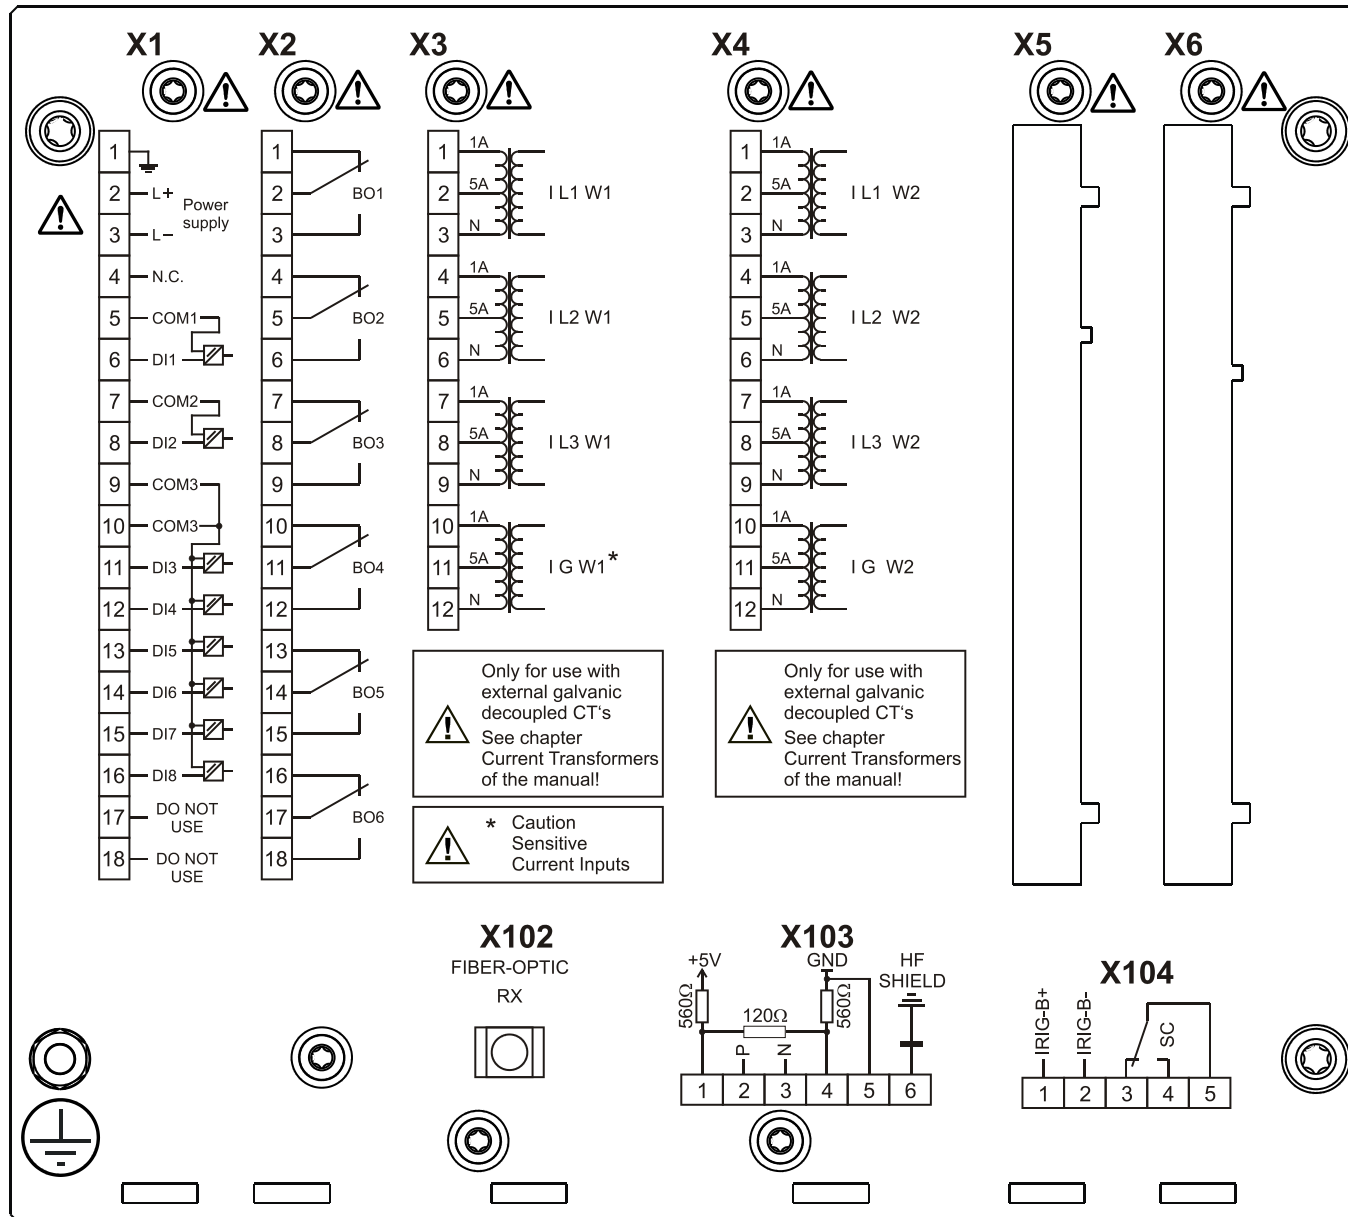 X1
X2
X3
X4
X5
X6
1
2 L+ Power
supply
3 L−
4 N.C.
5 COM1
6 DI1
7 COM2
8 DI2
9 COM3
10 COM3
11 DI3
12 DI4
13 DI5
14 DI6
15 DI7
16 DI8
17 DO NOT
USE
18 DO NOT
USE
1
2 BO1
3
4
5 BO2
6
7
8 BO3
9
10
11 BO4
12
13
14 BO5
15
16
17 BO6
18
1 1A
2 5A I L1 W1
3 N
4 1A
5 5A I L2 W1
6 N
7 1A
8 5A I L3 W1
9 N
10 1A
11 5A I G W1*
12 N
Only for use with
external galvanic
decoupled CT‘s
See chapter
Current Transformers
of the manual!
* Caution
Sensitive
Current Inputs
1 1A
2 5A I L1 W2
3 N
4 1A
5 5A I L2 W2
6 N
7 1A
8 5A I L3 W2
9 N
10 1A
11 5A I G W2
12 N
Only for use with
external galvanic
decoupled CT‘s
See chapter
Current Transformers
of the manual!
X102
FIBER-OPTIC
RX
X103
+5V GND HF
SHIELD
560Ω 120Ω 560Ω
P N
1 2 3 4 5 6
X104
IRIG-B+ IRIG-B- SC
1 2 3 4 5